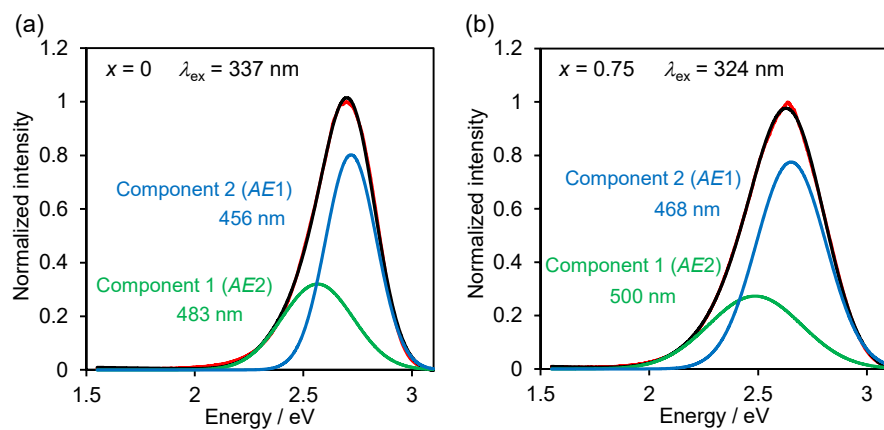 (a)
x = 0 λex = 337 nm
Normalized intensity
1.2
1
0.8
0.6
0.4
0.2
0
Component 2 (AE1)
456 nm
Component 1 (AE2)
483 nm
1.5 2 2.5 3
Energy / eV
(b)
x = 0.75 λex = 324 nm
Normalized intensity
1.2
1
0.8
0.6
0.4
0.2
0
Component 2 (AE1)
468 nm
Component 1 (AE2)
500 nm
1.5 2 2.5 3
Energy / eV